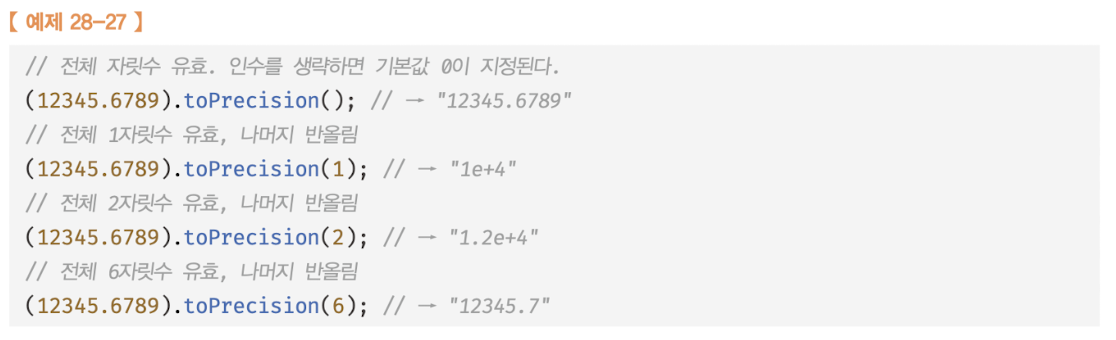 【 예제 28-27 】
// 전체 자릿수 유효. 인수를 생략하면 기본값 0이 지정된다.
(12345.6789).toPrecision(); // → "12345.6789"
// 전체 1자릿수 유효, 나머지 반올림
(12345.6789).toPrecision(1); // → "1e+4"
// 전체 2자릿수 유효, 나머지 반올림
(12345.6789).toPrecision(2); // → "1.2e+4"
// 전체 6자릿수 유효, 나머지 반올림
(12345.6789).toPrecision(6); // → "12345.7"